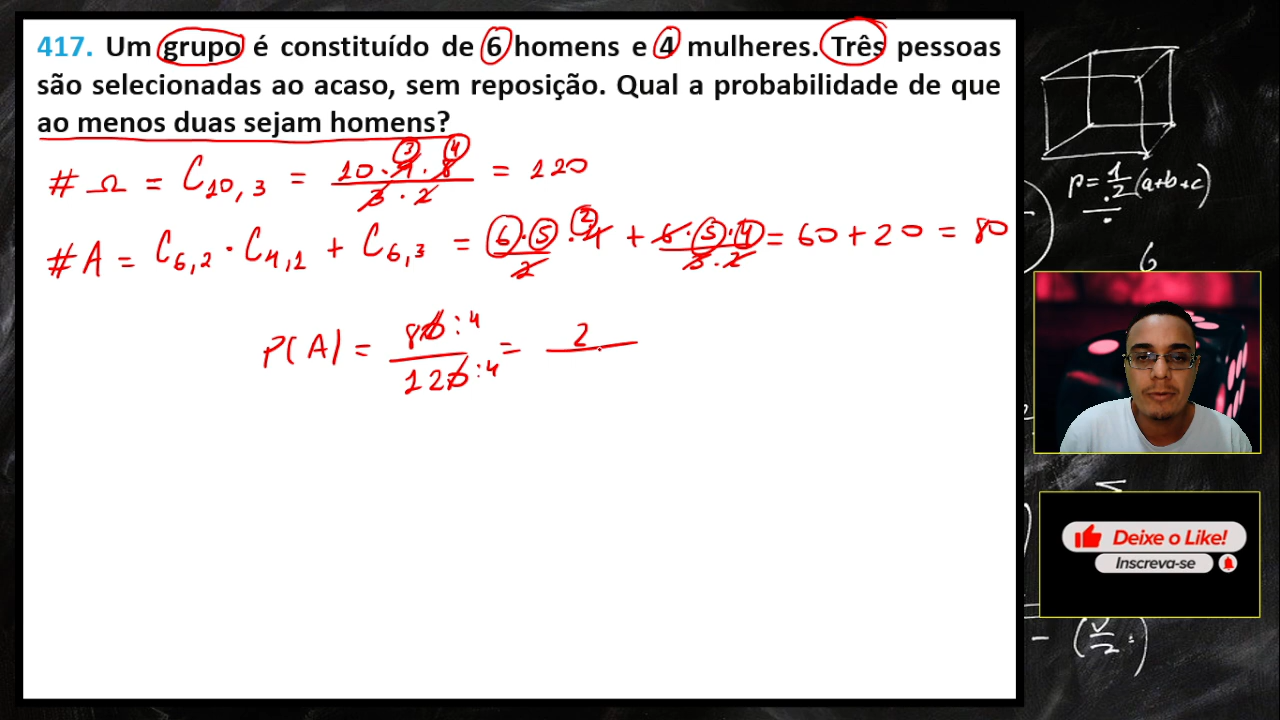 417. Um grupo é constituído de 6 homens e 4 mulheres. Três pessoas
são selecionadas ao acaso, sem reposição. Qual a probabilidade de que
ao menos duas sejam homens?
# Ω = C10,3 = 10·9·8 / 3·2 = 120
3 4
# A = C6,2 · C4,1 + C6,3 = 6·5 / 2 · 4 + 6·5·4 / 3·2 = 60 + 20 = 80
2
P(A) = 80:4 / 120:4 = 2
P = 1/2 (a+b+c)
6
Deixe o Like!
Inscreva-se